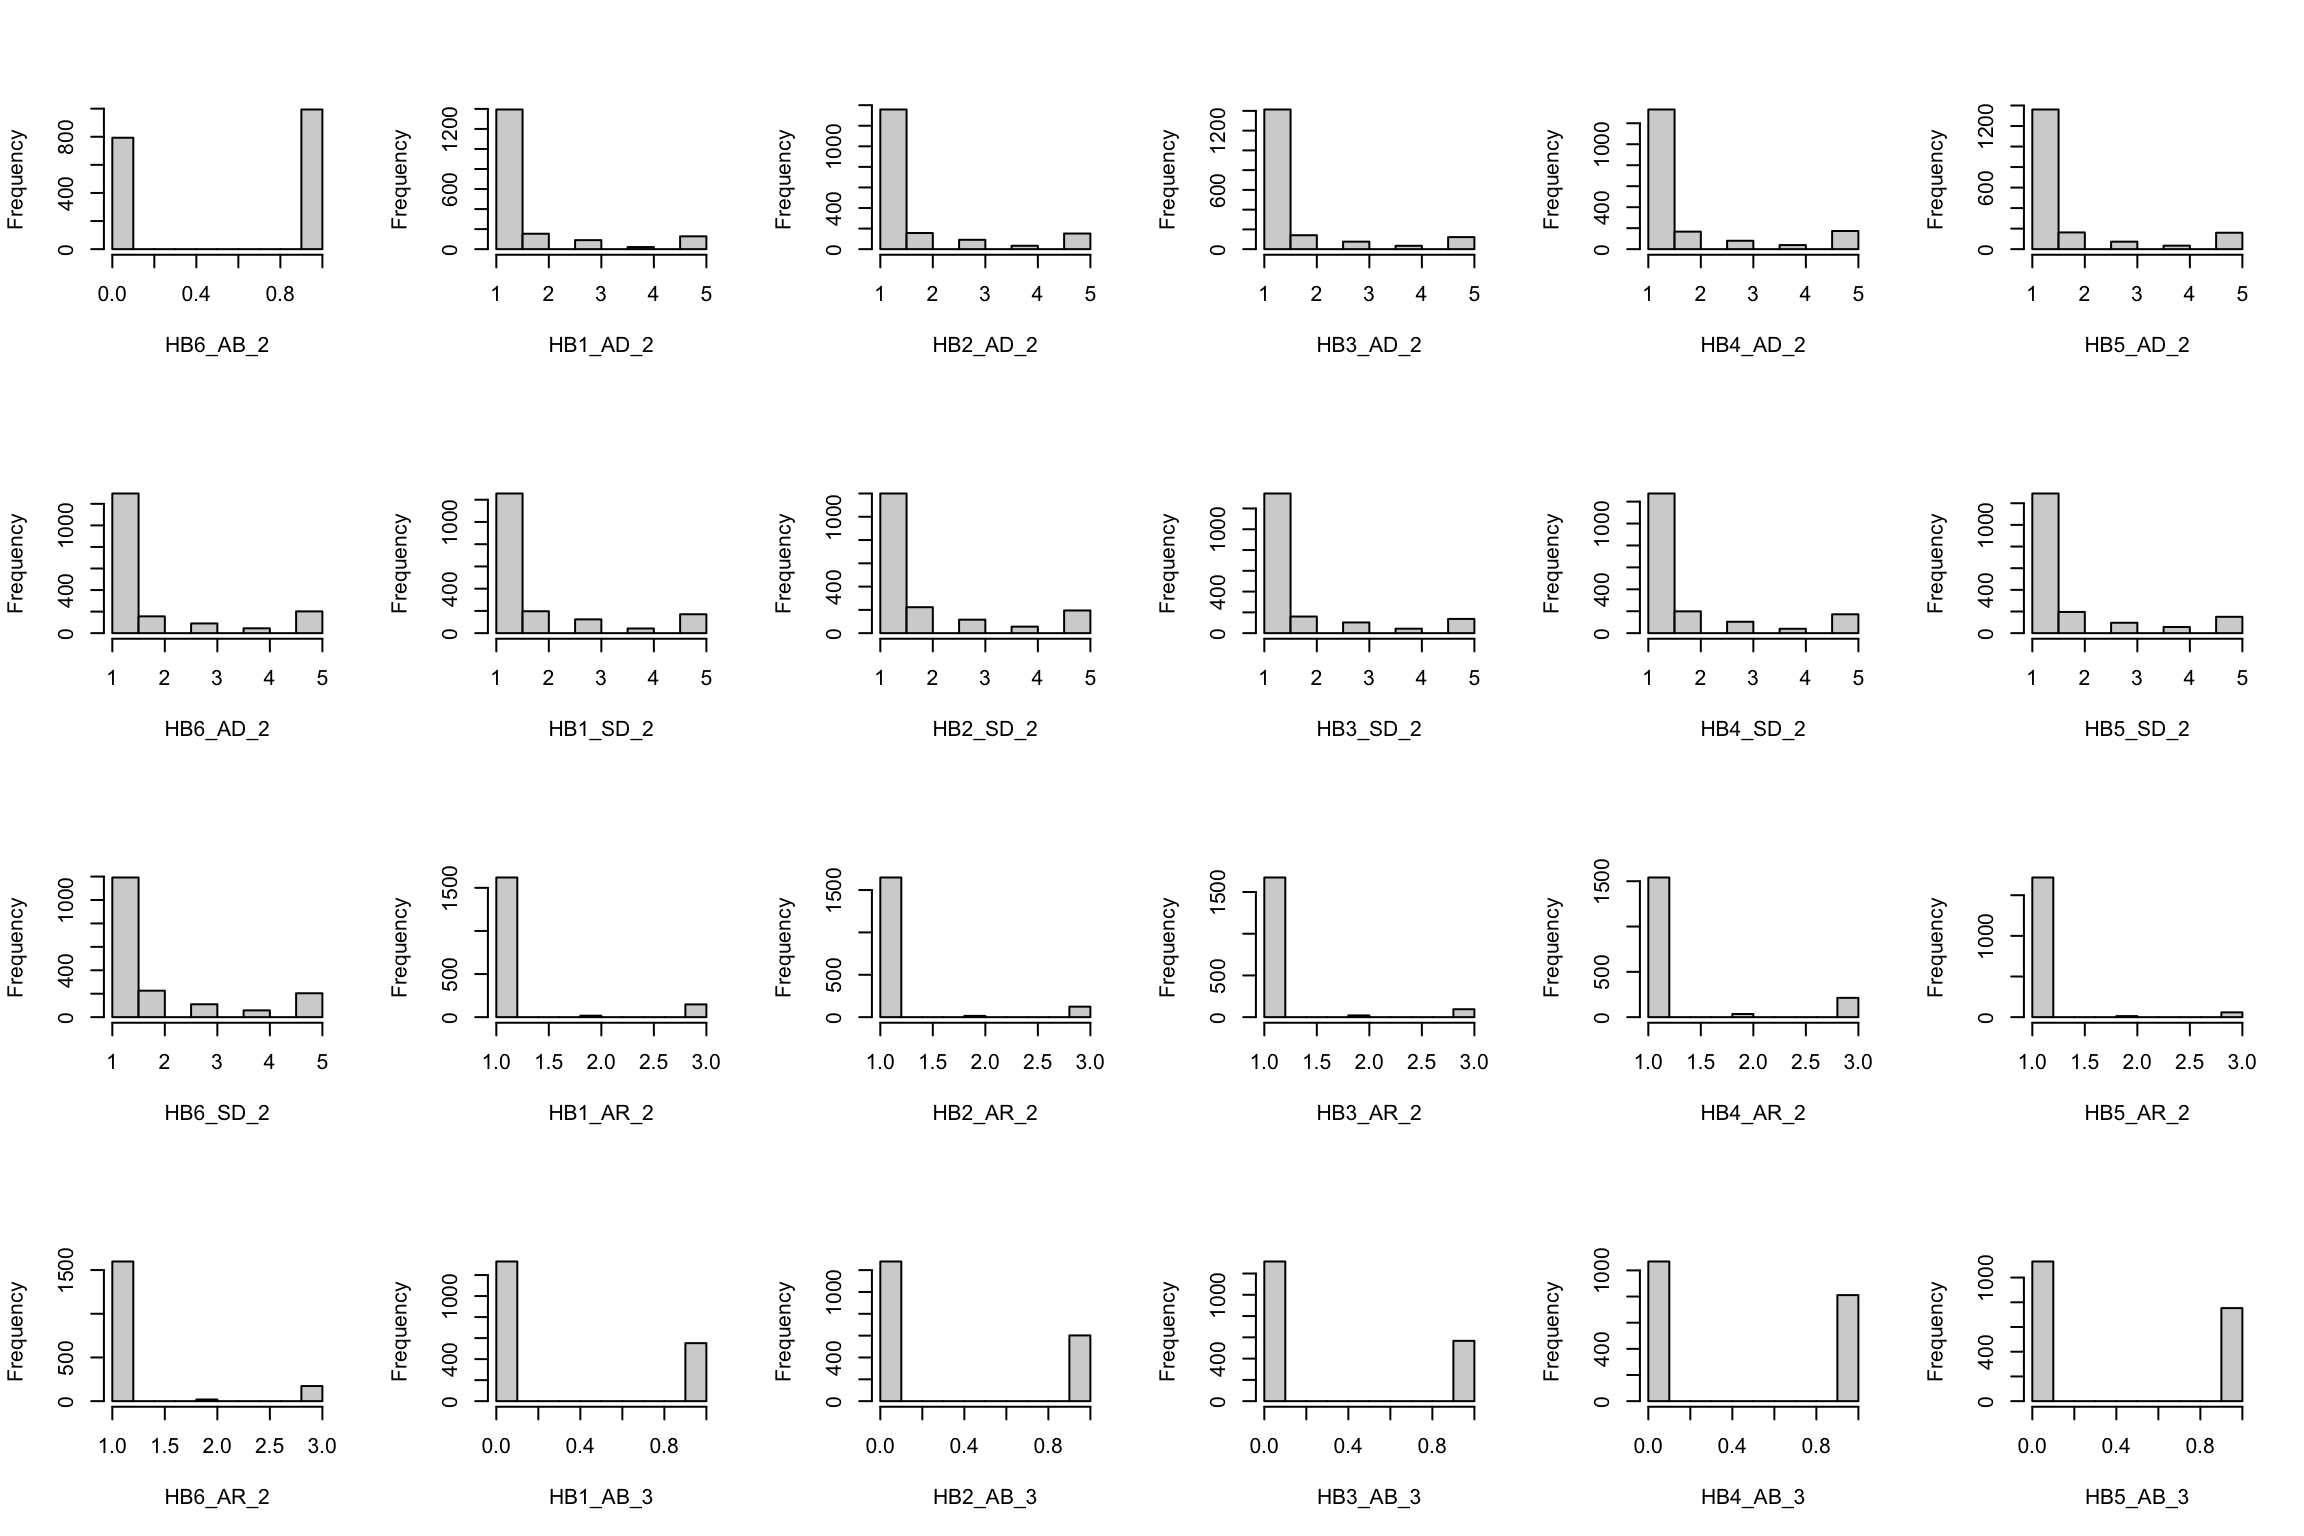 Frequency
0 400 800
0.0 0.4 0.8
HB6_AB_2
Frequency
0 600 1200
1 2 3 4 5
HB1_AD_2
Frequency
0 400 1000
1 2 3 4 5
HB2_AD_2
Frequency
0 600 1200
1 2 3 4 5
HB3_AD_2
Frequency
0 400 1000
1 2 3 4 5
HB4_AD_2
Frequency
0 600 1200
1 2 3 4 5
HB5_AD_2
Frequency
0 400 1000
1 2 3 4 5
HB6_AD_2
Frequency
0 400 1000
1 2 3 4 5
HB1_SD_2
Frequency
0 400 1000
1 2 3 4 5
HB2_SD_2
Frequency
0 400 1000
1 2 3 4 5
HB3_SD_2
Frequency
0 400 1000
1 2 3 4 5
HB4_SD_2
Frequency
0 400 1000
1 2 3 4 5
HB5_SD_2
Frequency
0 400 1000
1 2 3 4 5
HB6_SD_2
Frequency
0 500 1500
1.0 1.5 2.0 2.5 3.0
HB1_AR_2
Frequency
0 500 1500
1.0 1.5 2.0 2.5 3.0
HB2_AR_2
Frequency
0 500 1500
1.0 1.5 2.0 2.5 3.0
HB3_AR_2
Frequency
0 500 1500
1.0 1.5 2.0 2.5 3.0
HB4_AR_2
Frequency
0 1000
1.0 1.5 2.0 2.5 3.0
HB5_AR_2
Frequency
0 500 1500
1.0 1.5 2.0 2.5 3.0
HB6_AR_2
Frequency
0 400 1000
0.0 0.4 0.8
HB1_AB_3
Frequency
0 400 1000
0.0 0.4 0.8
HB2_AB_3
Frequency
0 400 1000
0.0 0.4 0.8
HB3_AB_3
Frequency
0 400 1000
0.0 0.4 0.8
HB4_AB_3
Frequency
0 400 1000
0.0 0.4 0.8
HB5_AB_3